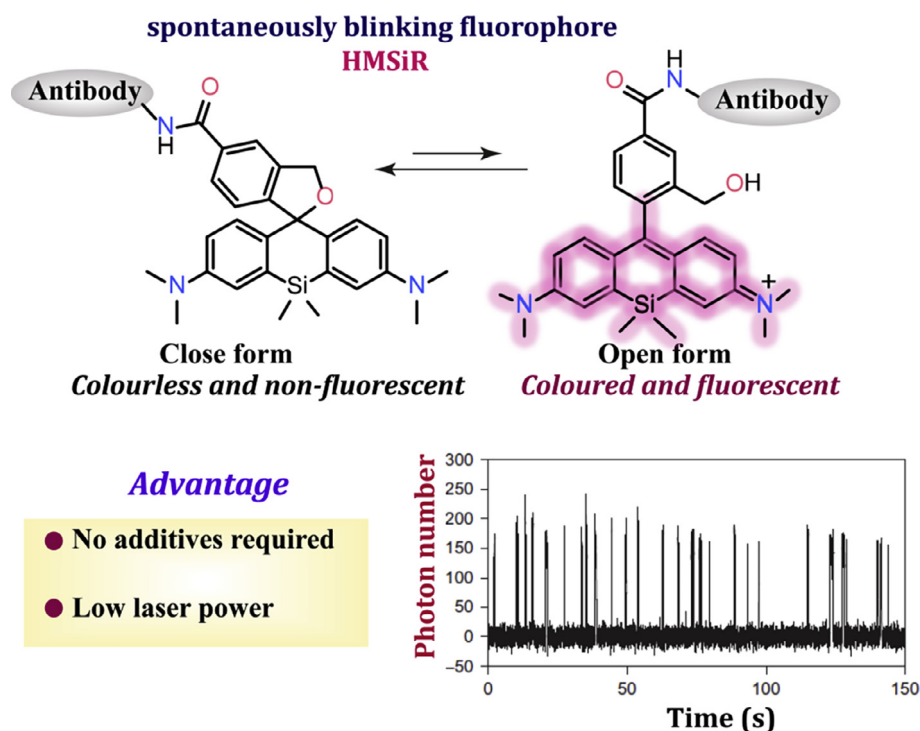 spontaneously blinking fluorophore
HMSiR
Antibody
O
N
H
O
Si
N
N
Close form
Colourless and non-fluorescent
O
H
N
Antibody
OH
N
Si
+
N
Open form
Coloured and fluorescent
Advantage
No additives required
Low laser power
Photon number
300
250
200
150
100
50
0
−50
0
50
100
150
Time (s)